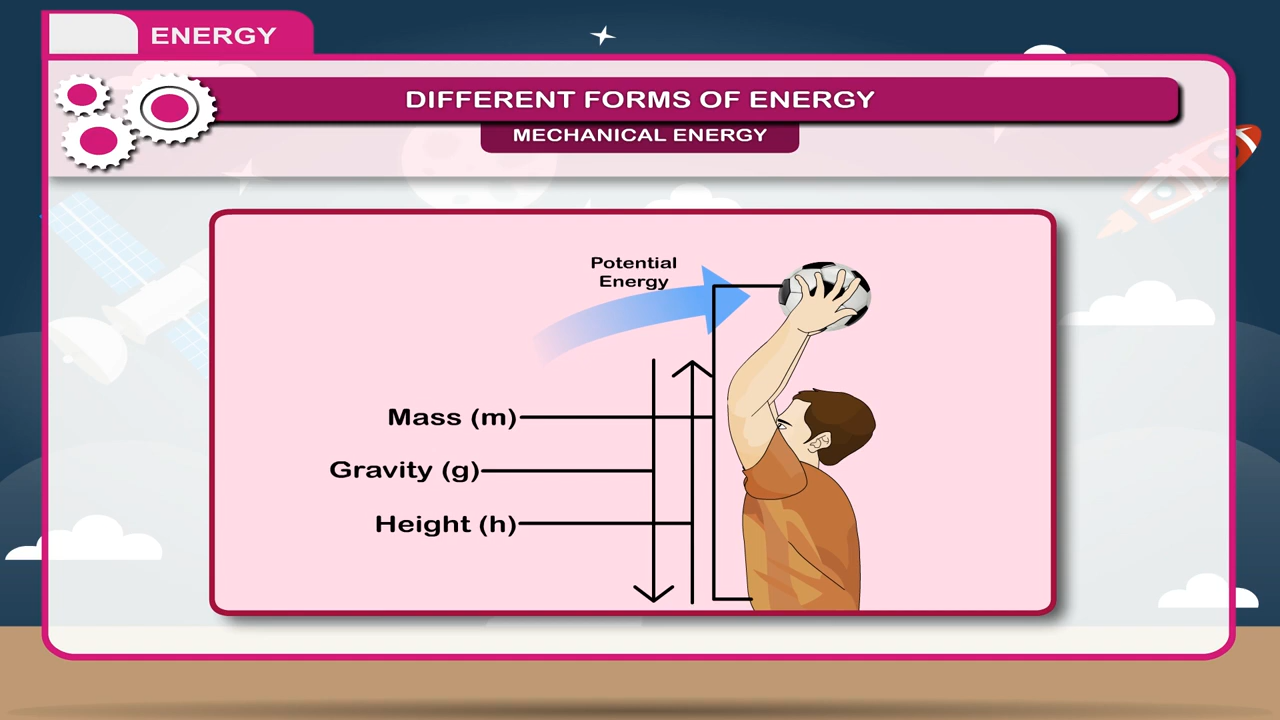 ENERGY
DIFFERENT FORMS OF ENERGY
MECHANICAL ENERGY
Potential
Energy
Mass (m)
Gravity (g)
Height (h)